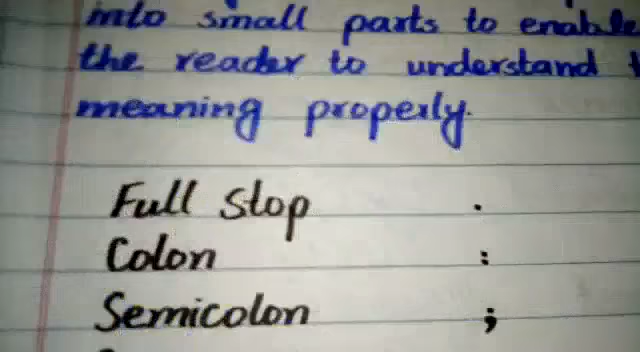 into small parts to enable
the reader to understand
meaning properly.
Full Stop .
Colon :
Semicolon ;